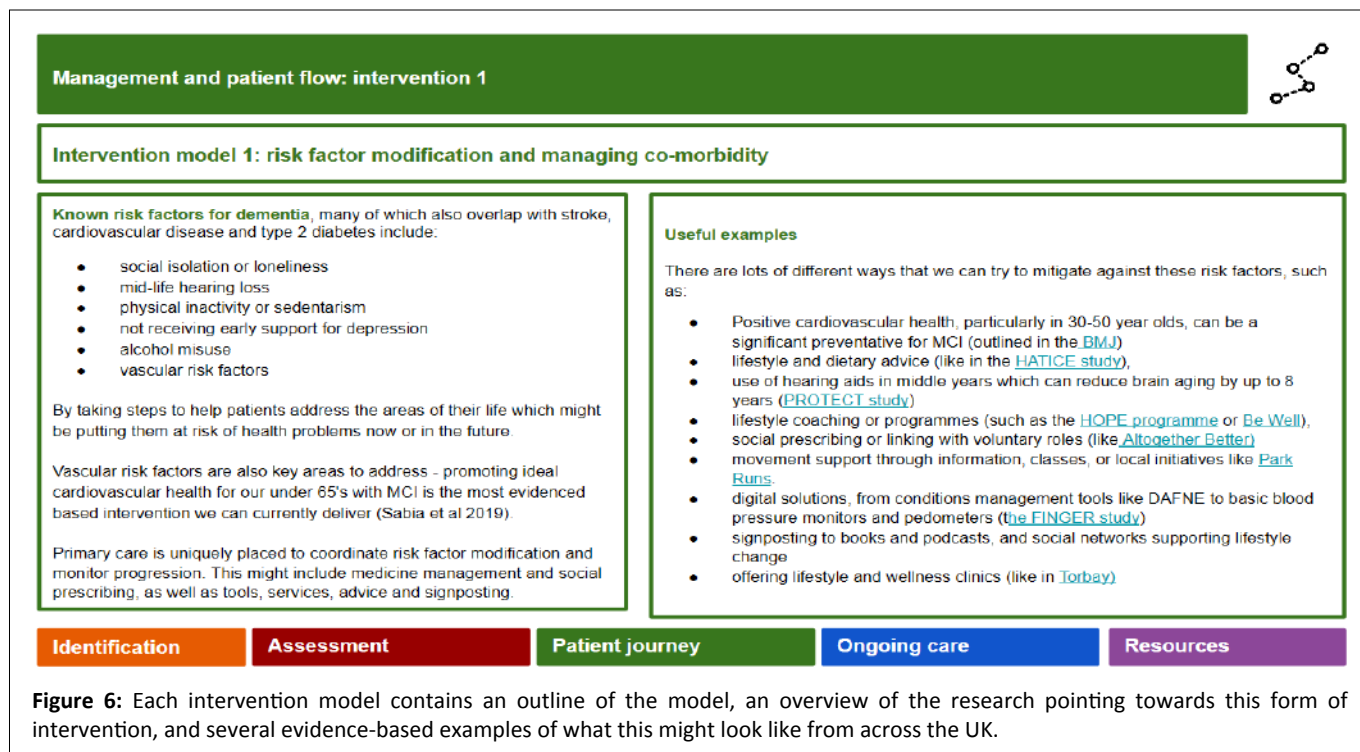 Management and patient flow: intervention 1
Intervention model 1: risk factor modification and managing co-morbidity
Known risk factors for dementia, many of which also overlap with stroke,
cardiovascular disease and type 2 diabetes include:
● social isolation or loneliness
● mid-life hearing loss
● physical inactivity or sedentarism
● not receiving early support for depression
● alcohol misuse
● vascular risk factors
By taking steps to help patients address the areas of their life which might
be putting them at risk of health problems now or in the future.
Vascular risk factors are also key areas to address - promoting ideal
cardiovascular health for our under 65's with MCI is the most evidenced
based intervention we can currently deliver (Sabia et al 2019).
Primary care is uniquely placed to coordinate risk factor modification and
monitor progression. This might include medicine management and social
prescribing, as well as tools, services, advice and signposting.
Useful examples
There are lots of different ways that we can try to mitigate against these risk factors, such
as:
● Positive cardiovascular health, particularly in 30-50 year olds, can be a
significant preventative for MCI (outlined in the BMJ)
● lifestyle and dietary advice (like in the HATICE study),
● use of hearing aids in middle years which can reduce brain aging by up to 8
years (PROTECT study)
● lifestyle coaching or programmes (such as the HOPE programme or Be Well),
● social prescribing or linking with voluntary roles (like Altogether Better)
● movement support through information, classes, or local initiatives like Park
Runs.
● digital solutions, from conditions management tools like DAFNE to basic blood
pressure monitors and pedometers (the FINGER study)
● signposting to books and podcasts, and social networks supporting lifestyle
change
● offering lifestyle and wellness clinics (like in Torbay)
Identification
Assessment
Patient journey
Ongoing care
Resources
Figure 6: Each intervention model contains an outline of the model, an overview of the research pointing towards this form of
intervention, and several evidence-based examples of what this might look like from across the UK.